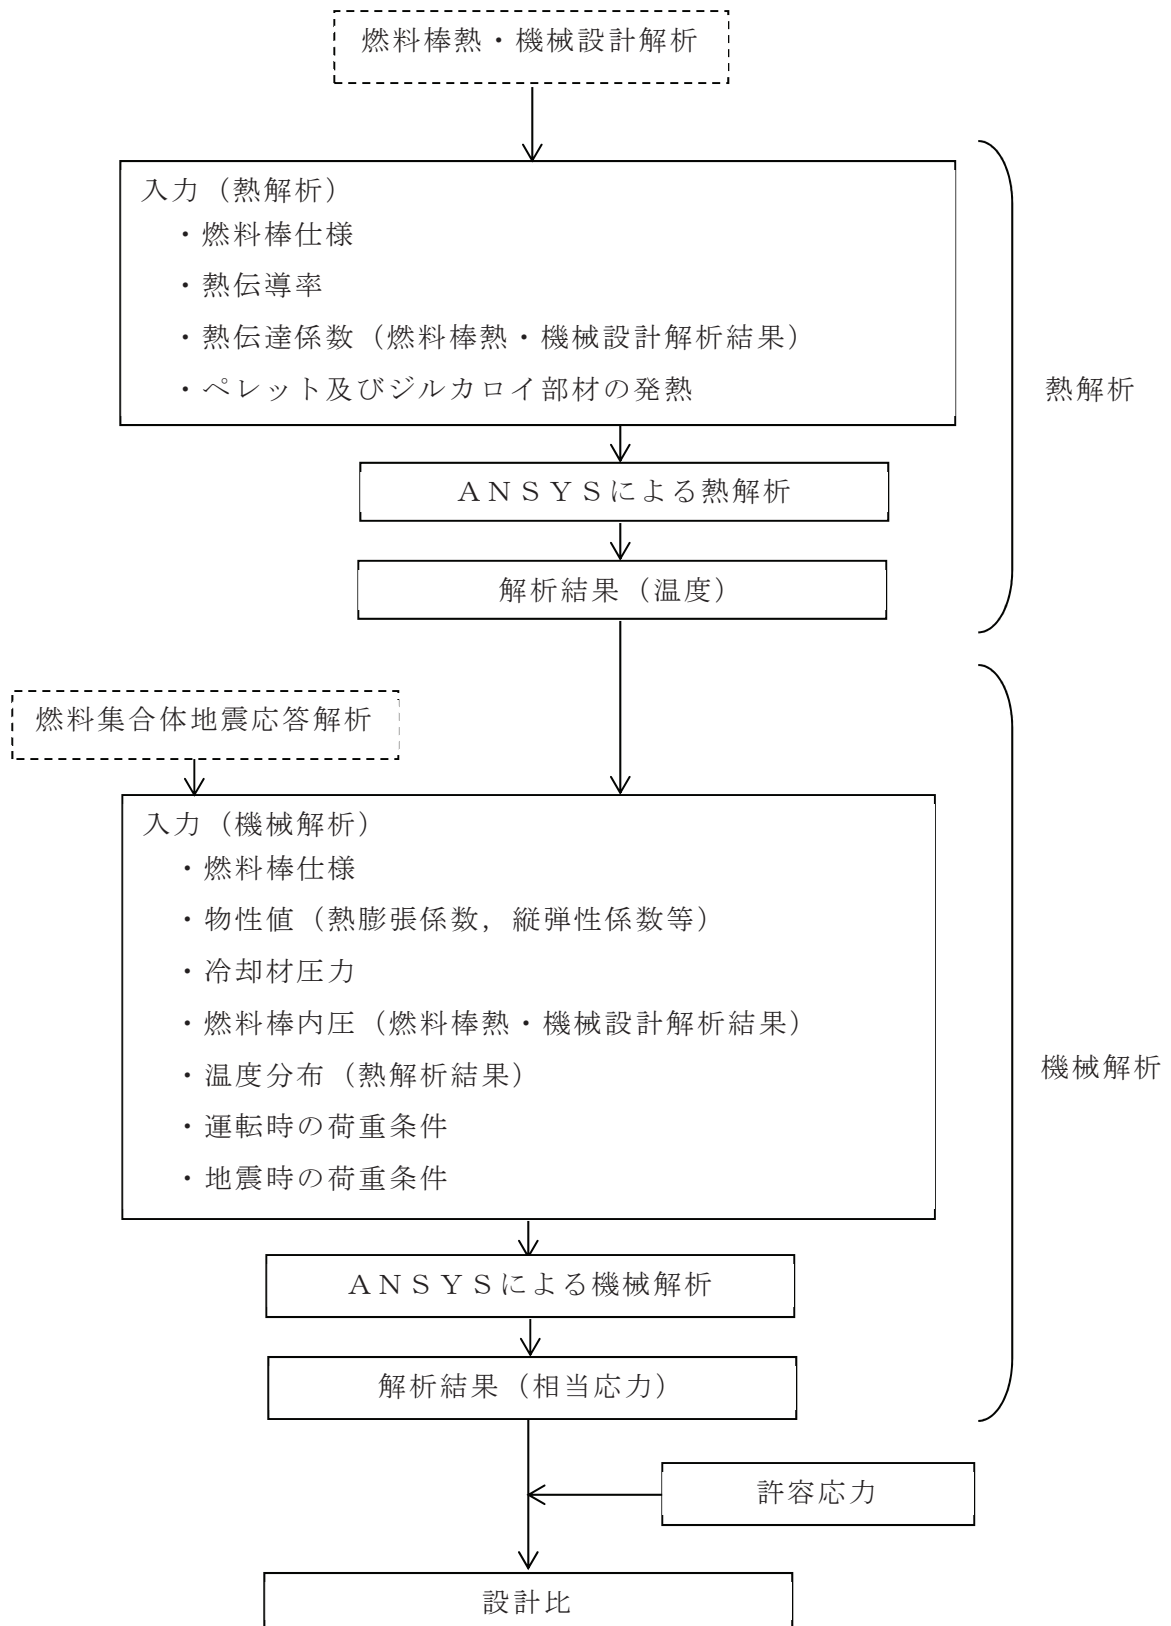 燃料棒熱・機械設計解析
入力（熱解析）
・燃料棒仕様
・熱伝導率
・熱伝達係数（燃料棒熱・機械設計解析結果）
・ペレット及びジルカロイ部材の発熱
熱解析
ＡＮＳＹＳによる熱解析
解析結果（温度）
燃料集合体地震応答解析
入力（機械解析）
・燃料棒仕様
・物性値（熱膨張係数，縦弾性係数等）
・冷却材圧力
・燃料棒内圧（燃料棒熱・機械設計解析結果）
・温度分布（熱解析結果）
・運転時の荷重条件
・地震時の荷重条件
機械解析
ＡＮＳＹＳによる機械解析
解析結果（相当応力）
許容応力
設計比